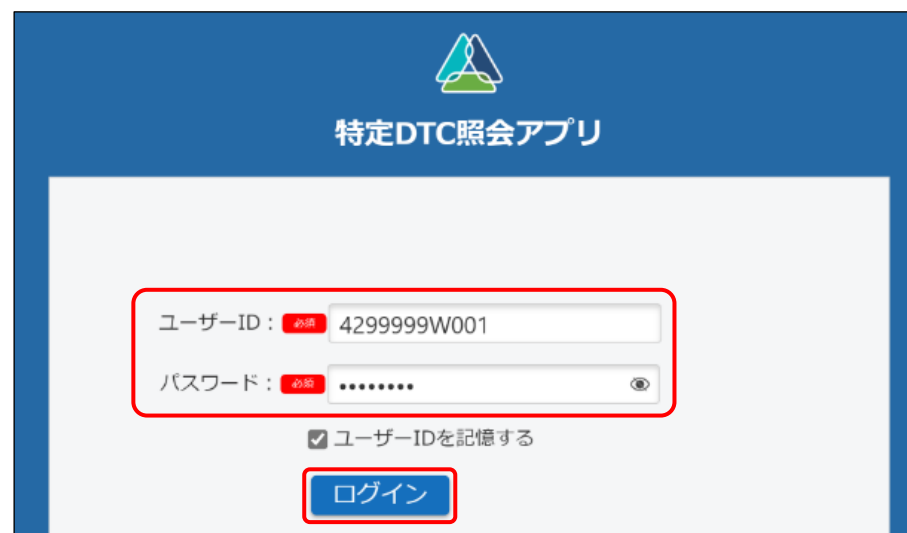 特定DTC照会アプリ
ユーザーID： 必須 4299999W001
パスワード： 必須 ••••••••
ユーザーIDを記憶する
ログイン